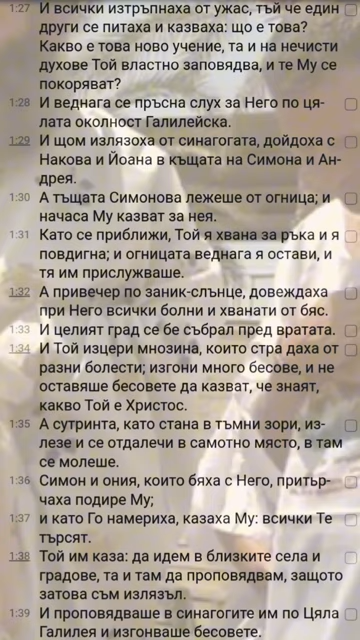 1:27 И всички изтръпнаха от ужас, тъй че един
други се питаха и казваха: що е това?
Какво е това ново учение, та и на нечисти
духове Той властно заповядва, и те Му се
покоряват?
1:28 И веднага се пръсна слух за Него по ця-
лата околност Галилейска.
1:29 И щом излязоха от синагогата, дойдоха с
Иакова и Йоана в къщата на Симона и Ан-
дрея.
1:30 А тъщата Симонова лежеше от огница; и
начаса Му казват за нея.
1:31 Като се приближи, Той я хвана за ръка и я
повдигна; и огницата веднага я остави, и
тя им прислужваше.
1:32 А привечер по заник-слънце, довеждаха
при Него всички болни и хванати от бяс.
1:33 И целият град се бе събрал пред вратата.
1:34 И Той изцери мнозина, които стра даха от
разни болести; изгони много бесове, и не
оставяше бесовете да казват, че знаят,
какво Той е Христос.
1:35 А сутринта, като стана в тъмни зори, из-
лезе и се отдалечи в самотно място, в там
се молеше.
1:36 Симон и ония, които бяха с Него, притър-
чаха подире Му;
1:37 и като Го намериха, казаха Му: всички Те
търсят.
1:38 Той им каза: да идем в близките села и
градове, та и там да проповядвам, защото
затова съм излязъл.
1:39 И проповядваше в синагогите им по Цяла
Галилея и изгонваше бесовете.